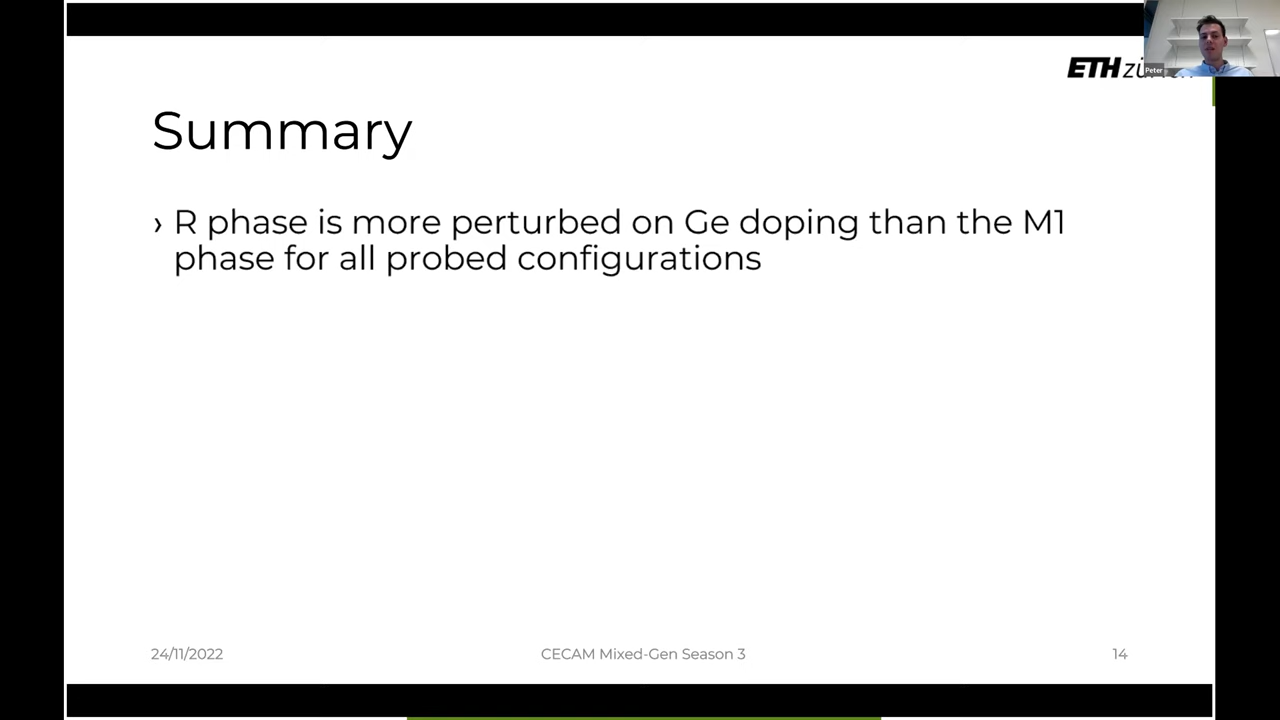 ETH zü
Peter
Summary
› R phase is more perturbed on Ge doping than the M1
phase for all probed configurations
24/11/2022
CECAM Mixed-Gen Season 3
14